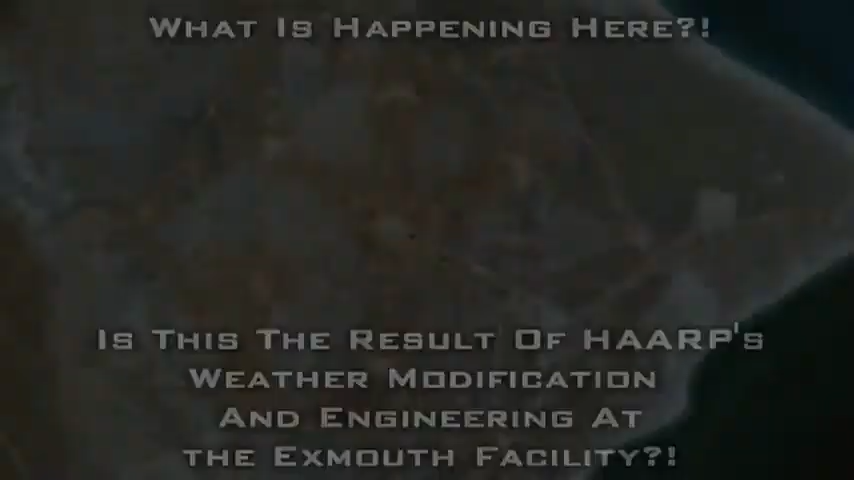 What Is Happening Here?!
Is This The Result Of HAARP's
Weather Modification
And Engineering At
the Exmouth Facility?!